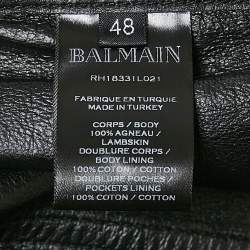 48
BALMAIN
RH18331L021
FABRIQUE EN TURQUIE
MADE IN TURKEY
CORPS / BODY
100% AGNEAU /
LAMBSKIN
DOUBLURE CORPS /
BODY LINING
100% COTON / COTTON
DOUBLURE POCHES /
POCKETS LINING
100% COTON / COTTON